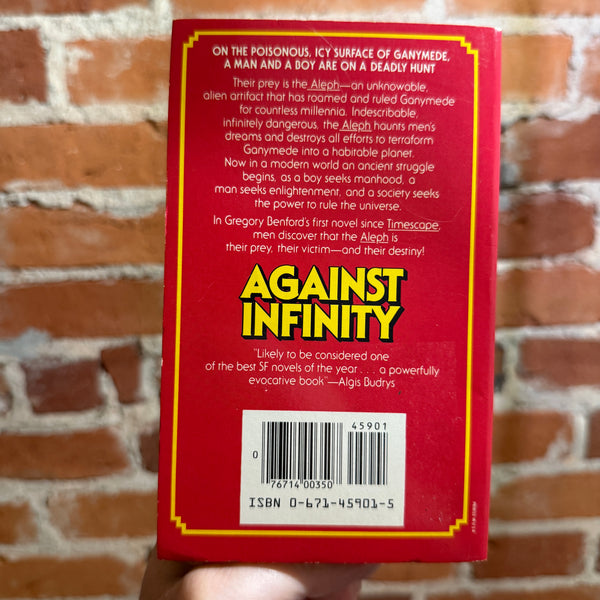 ON THE POISONOUS, ICY SURFACE OF GANYMEDE,
A MAN AND A BOY ARE ON A DEADLY HUNT
Their prey is the Aleph—an unknowable,
alien artifact that has roamed and ruled Ganymede
for countless millennia. Indescribable,
infinitely dangerous, the Aleph haunts men's
dreams and destroys all efforts to terraform
Ganymede into a habitable planet.
Now in a modern world an ancient struggle
begins, as a boy seeks manhood, a
man seeks enlightenment, and a society seeks
the power to rule the universe.
In Gregory Benford's first novel since Timescape,
men discover that the Aleph is
their prey, their victim—and their destiny!
AGAINST
INFINITY
"Likely to be considered one
of the best SF novels of the year . . . a powerfully
evocative book"—Algis Budrys
45901
0
76714 00350
ISBN 0-671-45901-5